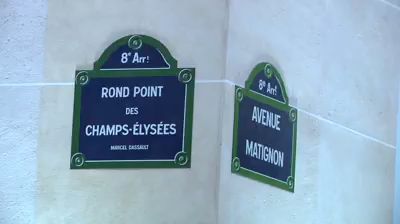 8e Arrt
ROND POINT
DES
CHAMPS-ÉLYSÉES
MARCEL DASSAULT
8e Arrt
AVENUE
MATIGNON